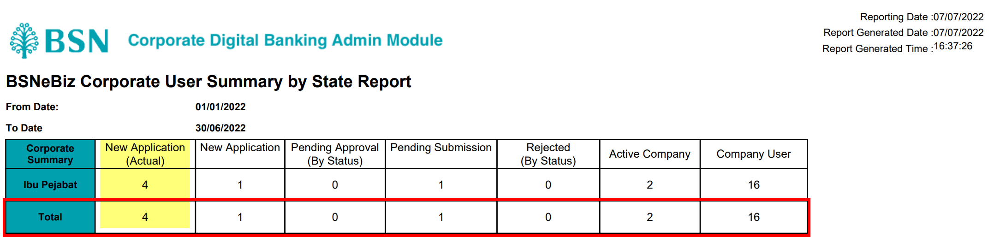 Reporting Date :07/07/2022
Report Generated Date :07/07/2022
Report Generated Time :16:37:26
BSN Corporate Digital Banking Admin Module
BSNeBiz Corporate User Summary by State Report
From Date: 01/01/2022
To Date 30/06/2022
Corporate Summary New Application (Actual) New Application Pending Approval (By Status) Pending Submission Rejected (By Status) Active Company Company User
Ibu Pejabat 4 1 0 1 0 2 16
Total 4 1 0 1 0 2 16